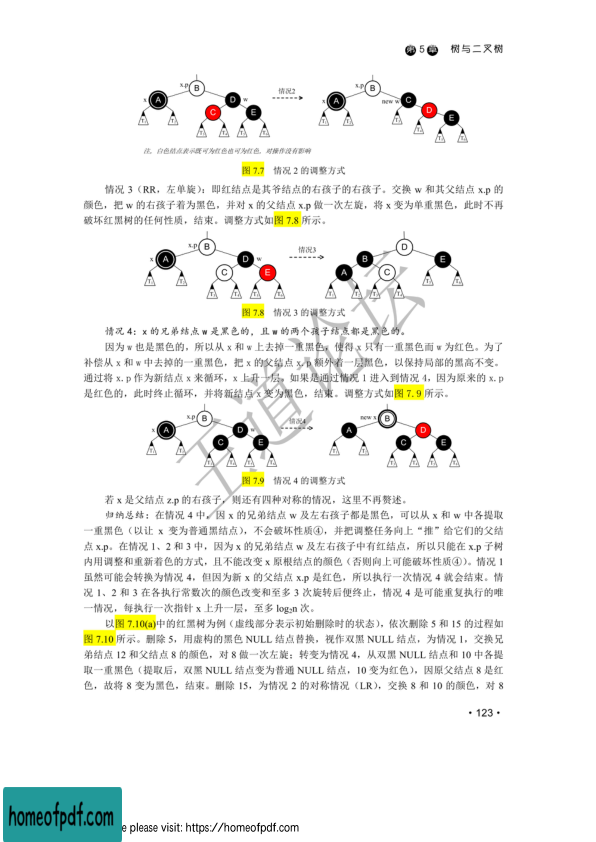 第 5 章 树与二叉树
x.p B 情况2 x.p B
x A D w x A new w C
C E D
E
注，白色结点表示既可为红色也可为红色，对操作没有影响
图 7.7 情况 2 的调整方式
情况 3（RR，左单旋）：即红结点是其爷结点的右孩子的右孩子。交换 w 和其父结点 x.p 的
颜色，把 w 的右孩子着为黑色，并对 x 的父结点 x.p 做一次左旋，将 x 变为单重黑色，此时不再
破坏红黑树的任何性质，结束。调整方式如图 7.8 所示。
x.p B 情况3 D
x A D w B E
C E A C
图 7.8 情况 3 的调整方式
情况 4：x 的兄弟结点 w 是黑色的，且 w 的两个孩子结点都是黑色的。
因为 w 也是黑色的，所以从 x 和 w 上去掉一重黑色，使得 x 只有一重黑色而 w 为红色。为了
补偿从 x 和 w 中去掉的一重黑色，把 x 的父结点 x.p 额外着一层黑色，以保持局部的黑高不变。
通过将 x.p 作为新结点 x 来循环，x 上升一层。如果是通过情况 1 进入到情况 4，因为原来的 x.p
是红色的，此时终止循环，并将新结点 x 变为黑色，结束。调整方式如图 7.9 所示。
x.p B 情况4 new x B
x A D w A D
C E C E
图 7.9 情况 4 的调整方式
若 x 是父结点 z.p 的右孩子，则还有四种对称的情况，这里不再赘述。
归纳总结：在情况 4 中，因 x 的兄弟结点 w 及左右孩子都是黑色，可以从 x 和 w 中各提取
一重黑色（以让 x 变为普通黑结点），不会破坏性质④，并把调整任务向上“推”给它们的父结
点 x.p。在情况 1、2 和 3 中，因为 x 的兄弟结点 w 及左右孩子中有红结点，所以只能在 x.p 子树
内用调整和重新着色的方式，且不能改变 x 原根结点的颜色（否则向上可能破坏性质④）。情况 1
虽然可能会转换为情况 4，但因为新 x 的父结点 x.p 是红色，所以执行一次情况 4 就会结束。情
况 1、2 和 3 在各执行常数次的颜色改变和至多 3 次旋转后便终止，情况 4 是可能重复执行的唯
一情况，每执行一次指针 x 上升一层，至多 log₂n 次。
以图 7.10(a)中的红黑树为例（虚线部分表示初始删除时的状态），依次删除 5 和 15 的过程如
图 7.10 所示。删除 5，用虚构的黑色 NULL 结点替换，视作双黑 NULL 结点，为情况 1，交换兄
弟结点 12 和父结点 8 的颜色，对 8 做一次左旋；转变为情况 4，从双黑 NULL 结点和 10 中各提
取一重黑色（提取后，双黑 NULL 结点变为普通 NULL 结点，10 变为红色），因原父结点 8 是红
色，故将 8 变为黑色，结束。删除 15，为情况 2 的对称情况（LR），交换 8 和 10 的颜色，对 8
·123·
王道论坛
homeofpdf.com
e please visit: https://homeofpdf.com